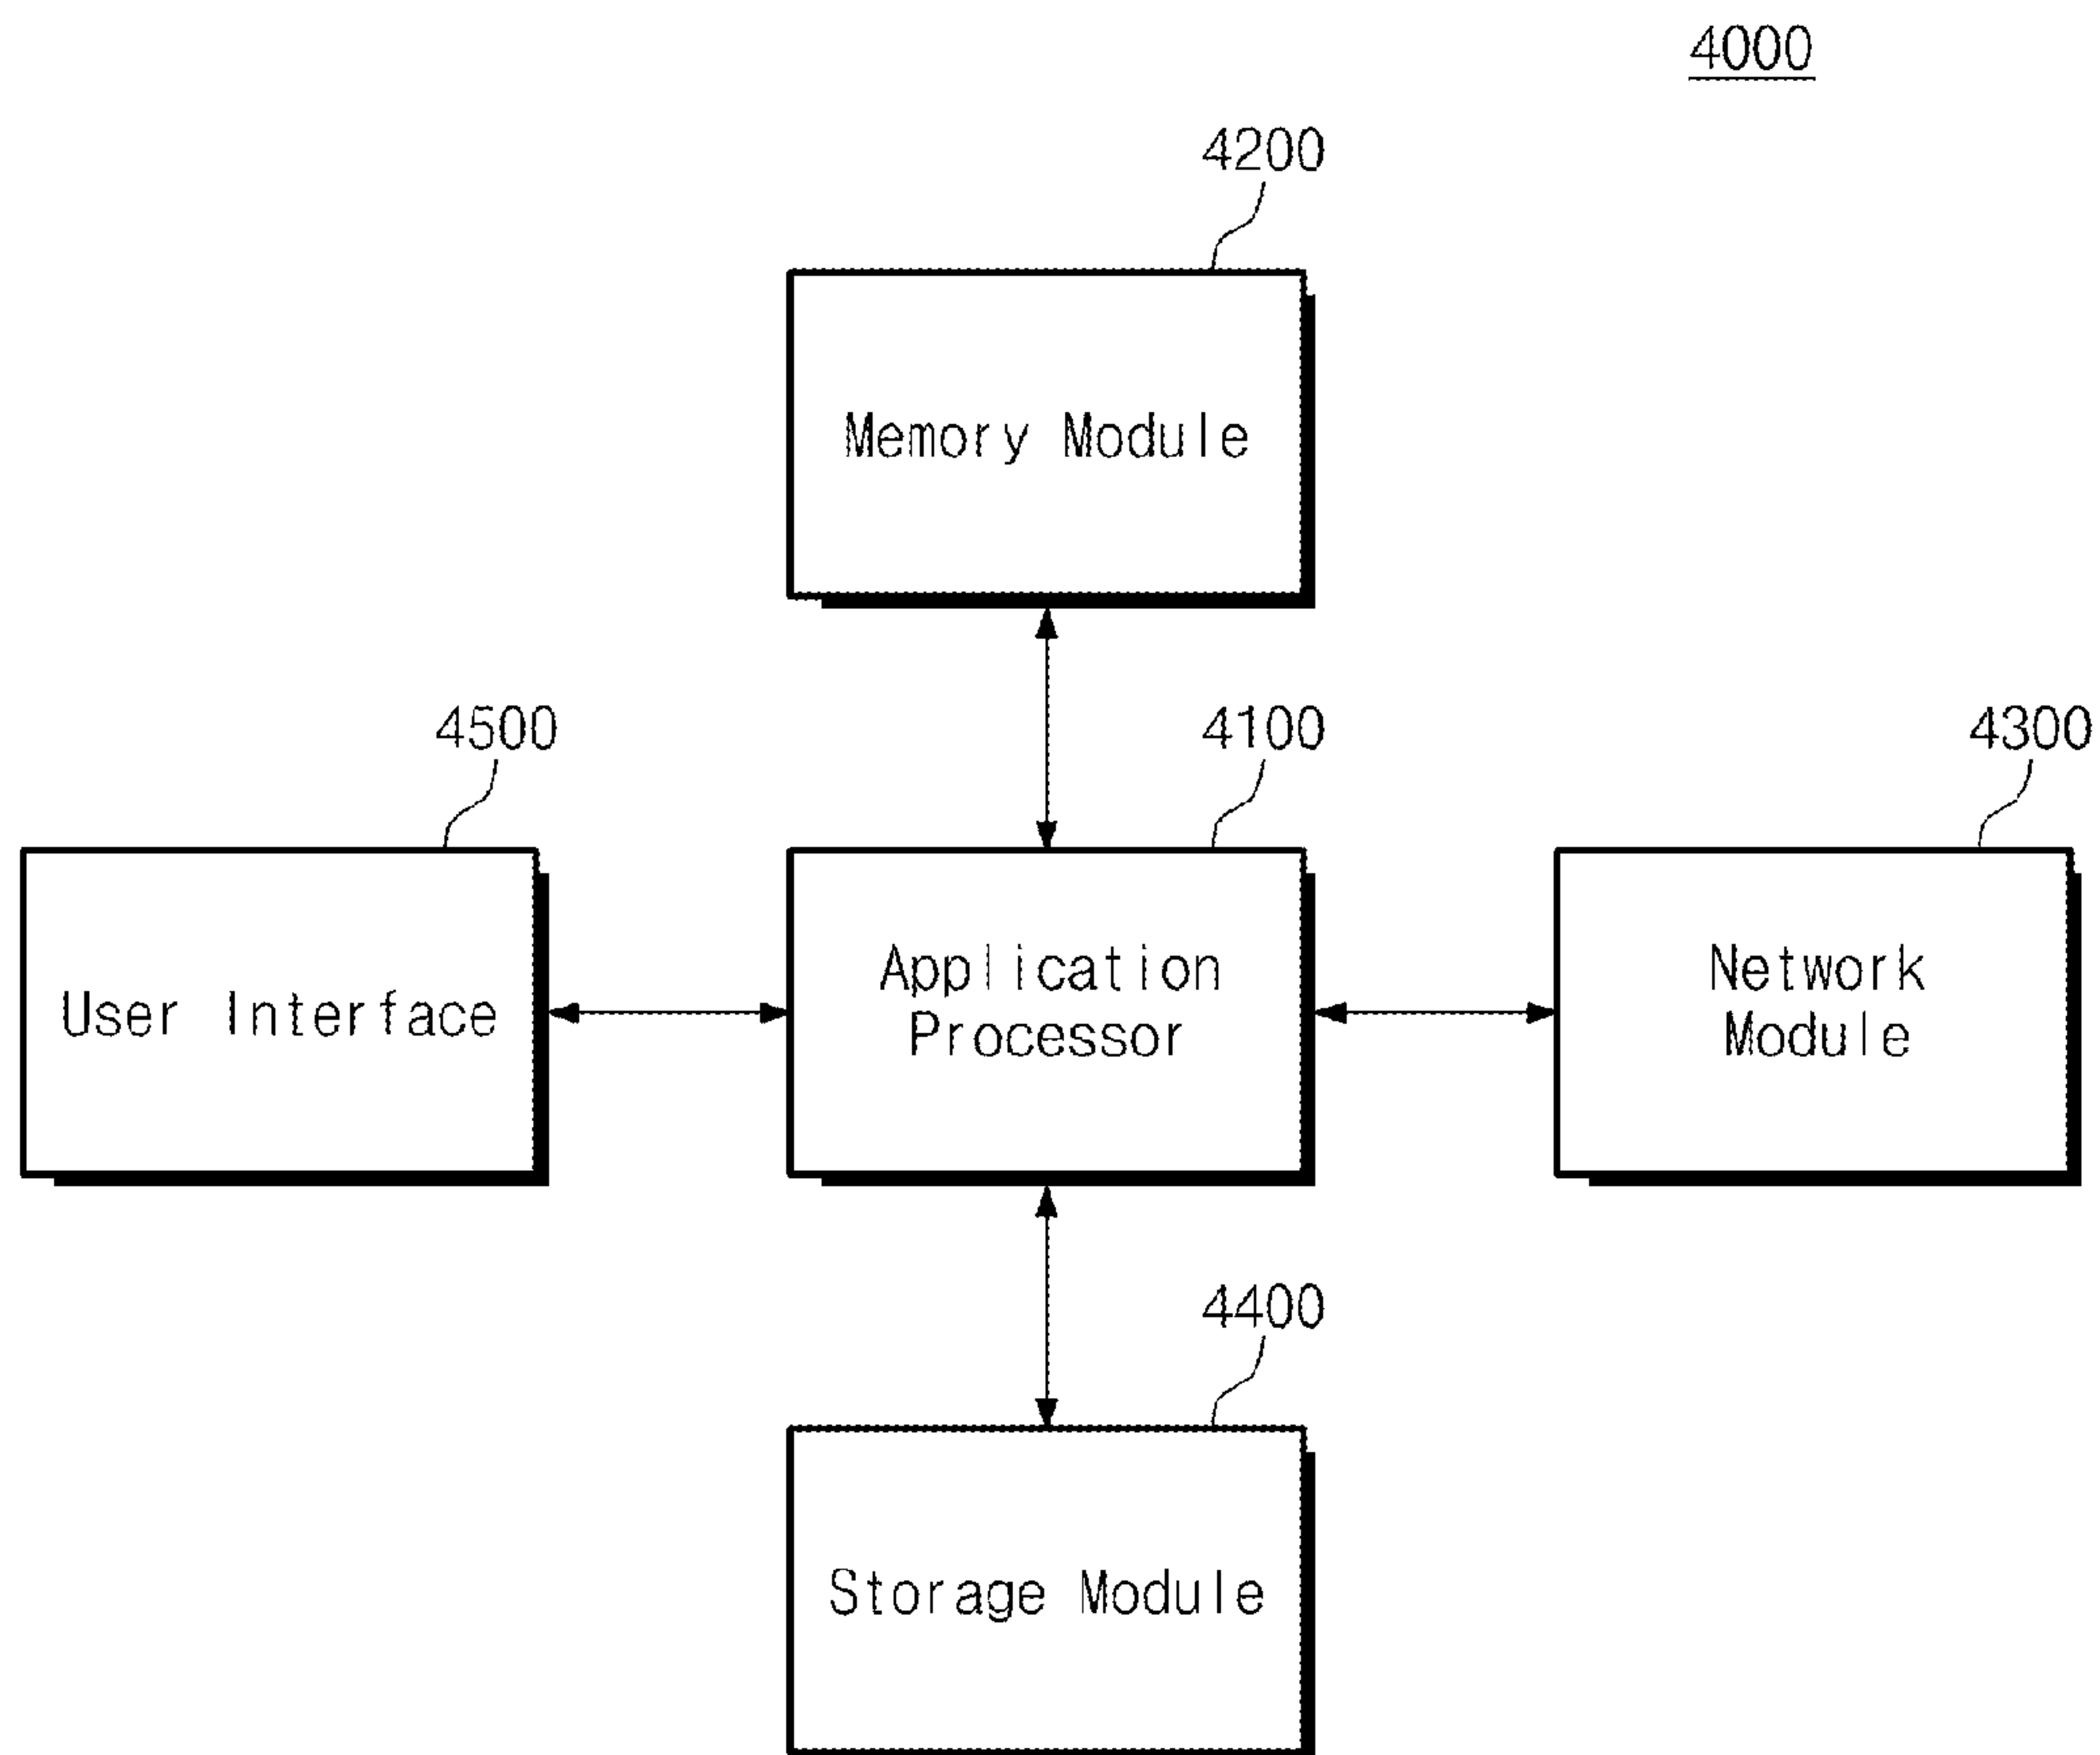 4000
4200
Memory Module
4500
4100
4300
User Interface
Application
Processor
Network
Module
4400
Storage Module